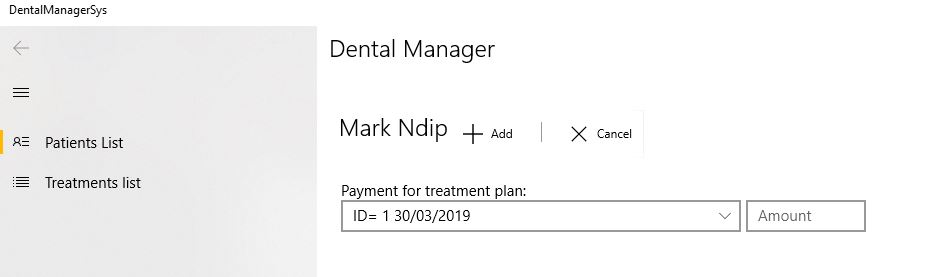 DentalManagerSys
Dental Manager
Patients List
Treatments list
Mark Ndip
Add
Cancel
Payment for treatment plan:
ID= 1 30/03/2019
Amount